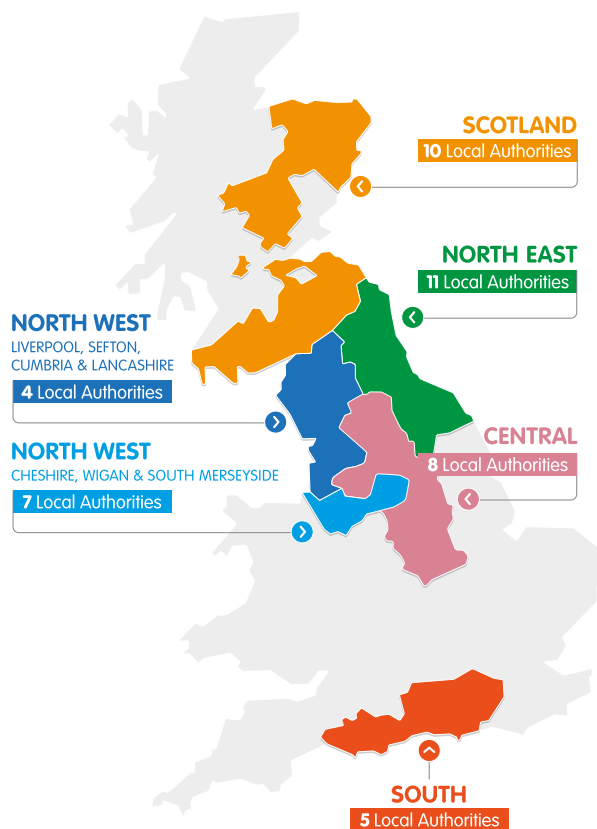 SCOTLAND
10 Local Authorities
NORTH EAST
11 Local Authorities
NORTH WEST
LIVERPOOL, SEFTON,
CUMBRIA & LANCASHIRE
4 Local Authorities
CENTRAL
8 Local Authorities
NORTH WEST
CHESHIRE, WIGAN & SOUTH MERSEYSIDE
7 Local Authorities
SOUTH
5 Local Authorities